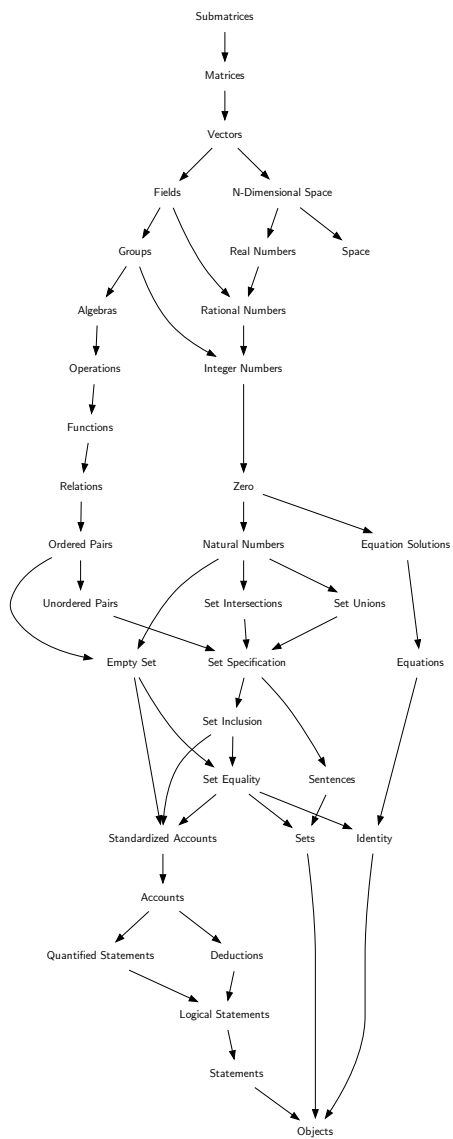 Submatrices
Matrices
Vectors
Fields
N-Dimensional Space
Groups
Real Numbers
Space
Algebras
Rational Numbers
Operations
Integer Numbers
Functions
Relations
Zero
Ordered Pairs
Natural Numbers
Equation Solutions
Unordered Pairs
Set Intersections
Set Unions
Empty Set
Set Specification
Equations
Set Inclusion
Set Equality
Sentences
Standardized Accounts
Sets
Identity
Accounts
Quantified Statements
Deductions
Logical Statements
Statements
Objects